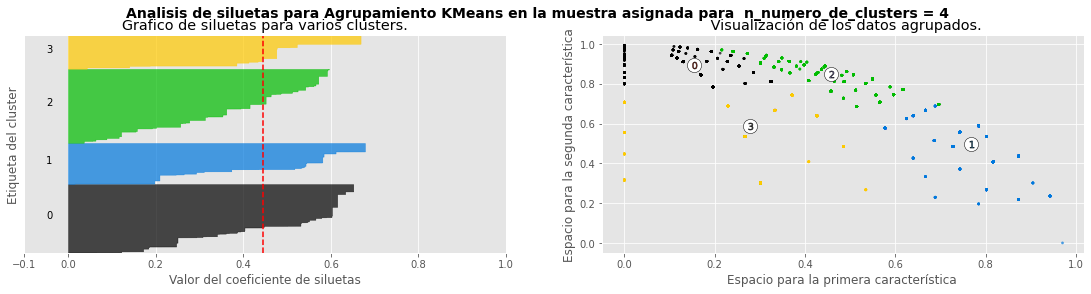 Analisis de siluetas para Agrupamiento KMeans en la muestra asignada para n_numero_de_clusters = 4
Gráfico de siluetas para varios clusters.
Etiqueta del cluster
3
2
1
0
-0.1 0.0 0.2 0.4 0.6 0.8 1.0
Valor del coeficiente de siluetas
Visualización de los datos agrupados.
Espacio para la segunda característica
1.0
0.8
0.6
0.4
0.2
0.0
0
2
3
1
0.0 0.2 0.4 0.6 0.8 1.0
Espacio para la primera característica